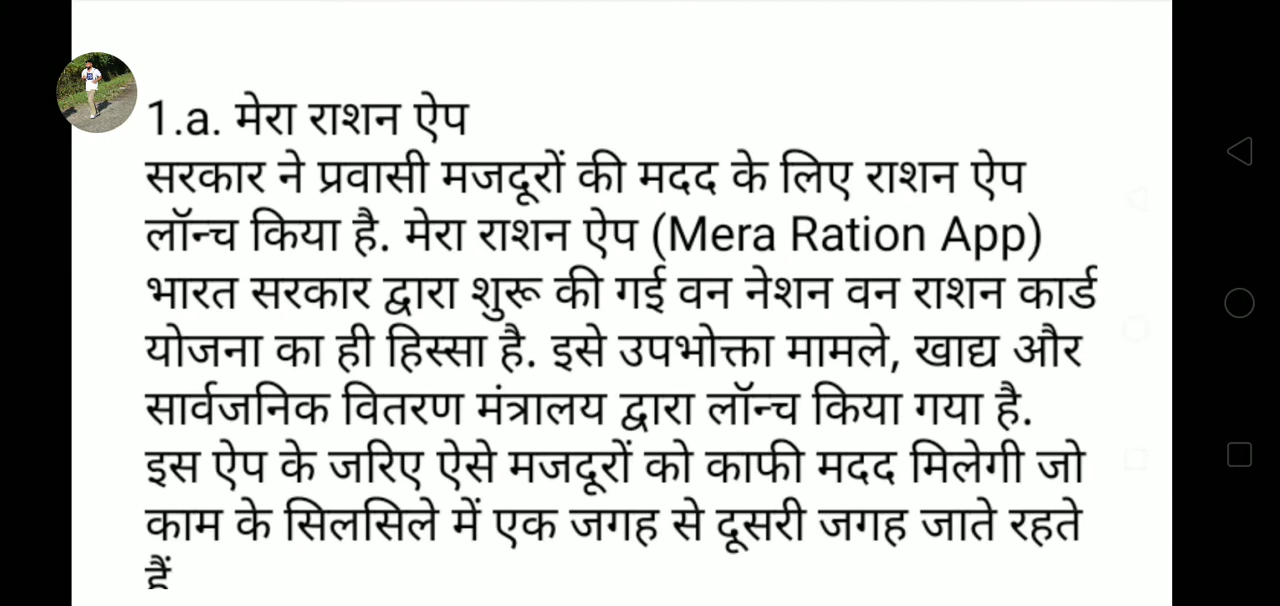 1.a. मेरा राशन ऐप
सरकार ने प्रवासी मजदूरों की मदद के लिए राशन ऐप
लॉन्च किया है. मेरा राशन ऐप (Mera Ration App)
भारत सरकार द्वारा शुरू की गई वन नेशन वन राशन कार्ड
योजना का ही हिस्सा है. इसे उपभोक्ता मामले, खाद्य और
सार्वजनिक वितरण मंत्रालय द्वारा लॉन्च किया गया है.
इस ऐप के जरिए ऐसे मजदूरों को काफी मदद मिलेगी जो
काम के सिलसिले में एक जगह से दूसरी जगह जाते रहते
हैं